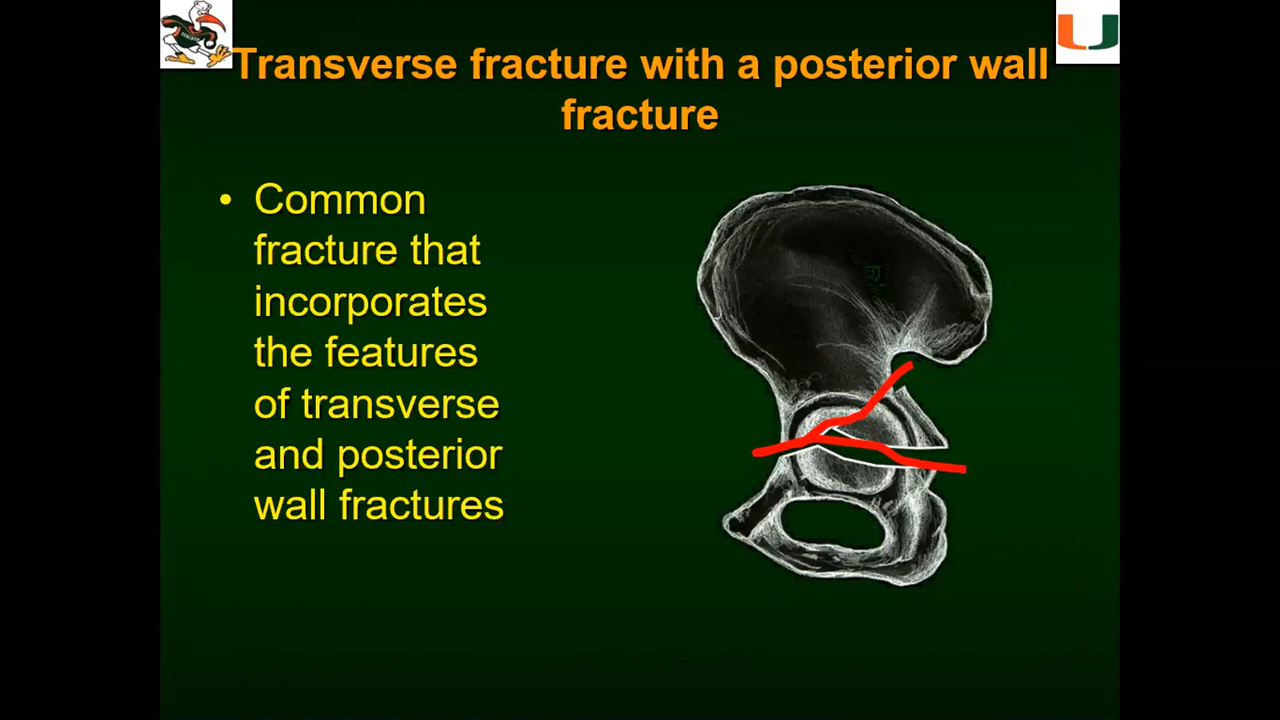 Transverse fracture with a posterior wall
fracture
• Common
fracture that
incorporates
the features
of transverse
and posterior
wall fractures